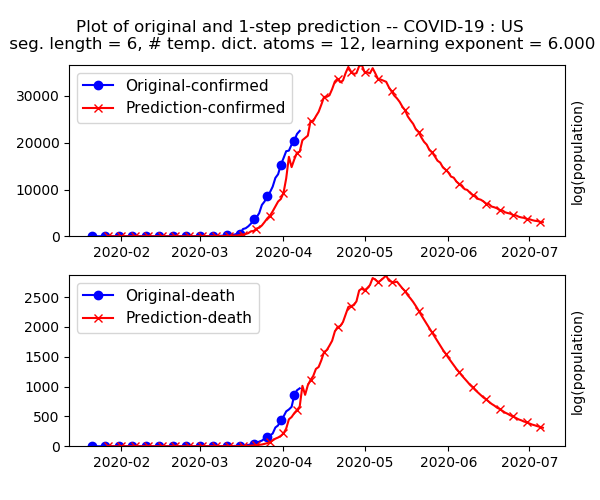 Plot of original and 1-step prediction -- COVID-19 : US
seg. length = 6, # temp. dict. atoms = 12, learning exponent = 6.000
Original-confirmed
Prediction-confirmed
30000
20000
10000
0
log(population)
2020-02 2020-03 2020-04 2020-05 2020-06 2020-07
Original-death
Prediction-death
2500
2000
1500
1000
500
0
log(population)
2020-02 2020-03 2020-04 2020-05 2020-06 2020-07